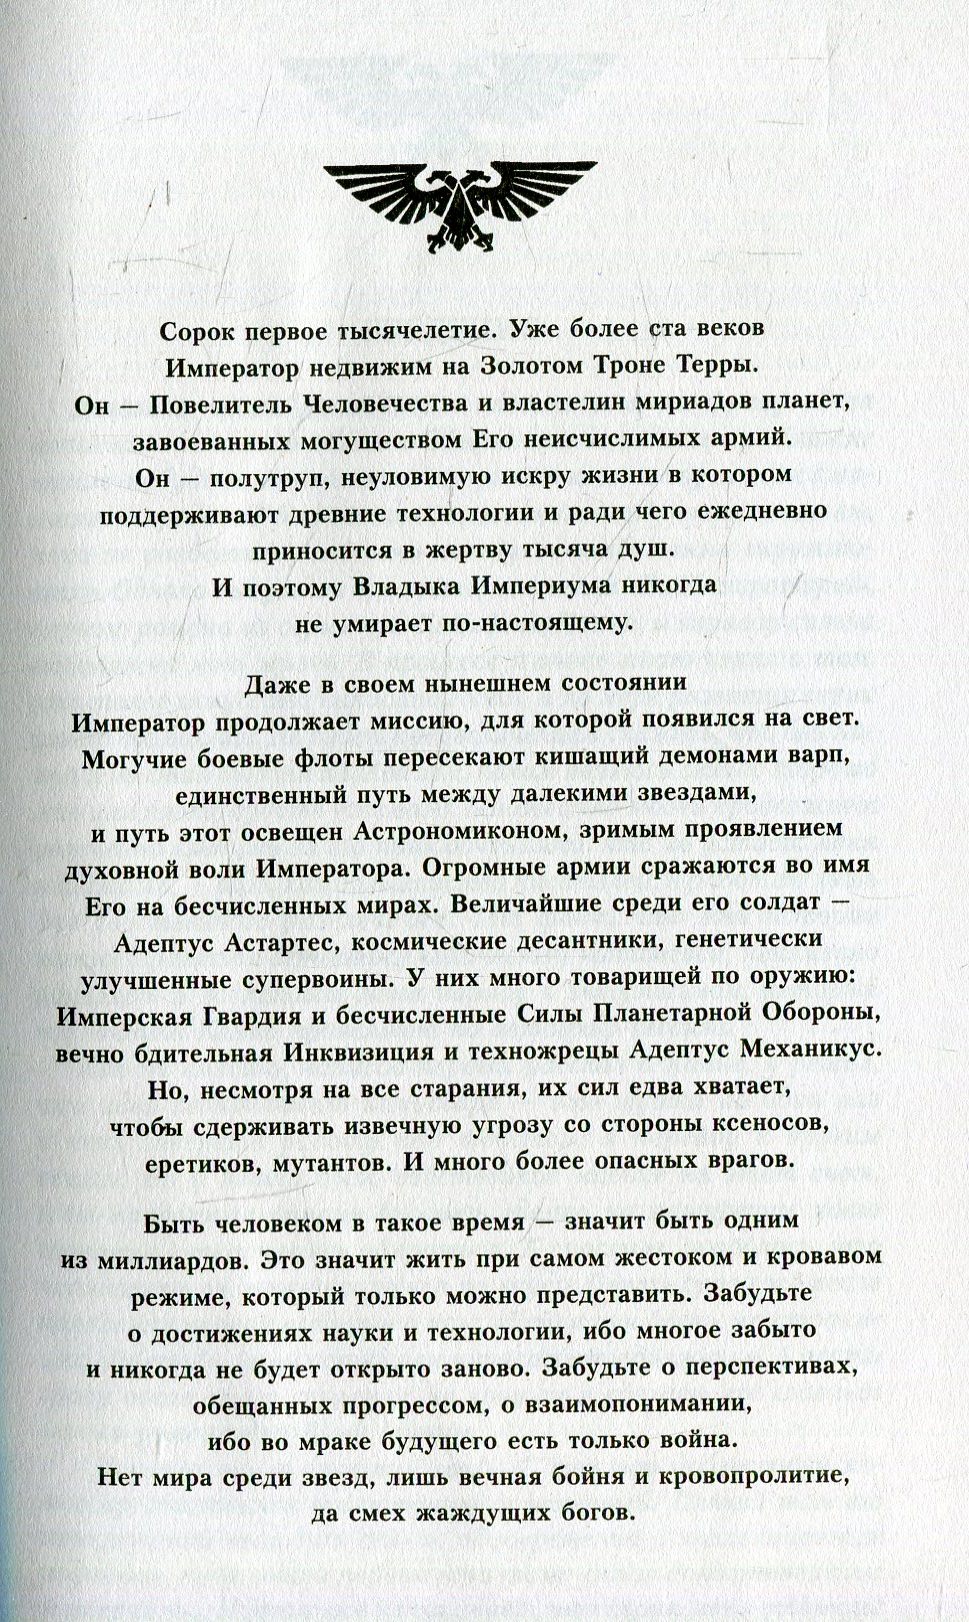 Сорок первое тысячелетие. Уже более ста веков
Император недвижим на Золотом Троне Терры.
Он — Повелитель Человечества и властелин мириадов планет,
завоеванных могуществом Его неисчислимых армий.
Он — полутруп, неуловимую искру жизни в котором
поддерживают древние технологии и ради чего ежедневно
приносится в жертву тысяча душ.
И поэтому Владыка Империума никогда
не умирает по-настоящему.
Даже в своем нынешнем состоянии
Император продолжает миссию, для которой появился на свет.
Могучие боевые флоты пересекают кишащий демонами варп,
единственный путь между далекими звездами,
и путь этот освещен Астрономиконом, зримым проявлением
духовной воли Императора. Огромные армии сражаются во имя
Его на бесчисленных мирах. Величайшие среди его солдат —
Адептус Астартес, космические десантники, генетически
улучшенные супервоины. У них много товарищей по оружию:
Имперская Гвардия и бесчисленные Силы Планетарной Обороны,
вечно бдительная Инквизиция и техножрецы Адептус Механикус.
Но, несмотря на все старания, их сил едва хватает,
чтобы сдерживать извечную угрозу со стороны ксеносов,
еретиков, мутантов. И много более опасных врагов.
Быть человеком в такое время — значит быть одним
из миллиардов. Это значит жить при самом жестоком и кровавом
режиме, который только можно представить. Забудьте
о достижениях науки и технологии, ибо многое забыто
и никогда не будет открыто заново. Забудьте о перспективах,
обещанных прогрессом, о взаимопонимании,
ибо во мраке будущего есть только война.
Нет мира среди звезд, лишь вечная бойня и кровопролитие,
да смех жаждущих богов.